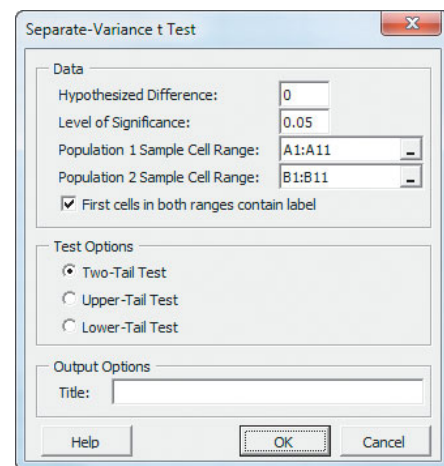 Separate-Variance t Test
Data
Hypothesized Difference: 0
Level of Significance: 0.05
Population 1 Sample Cell Range: A1:A11
Population 2 Sample Cell Range: B1:B11
First cells in both ranges contain label
Test Options
Two-Tail Test
Upper-Tail Test
Lower-Tail Test
Output Options
Title:
Help OK Cancel